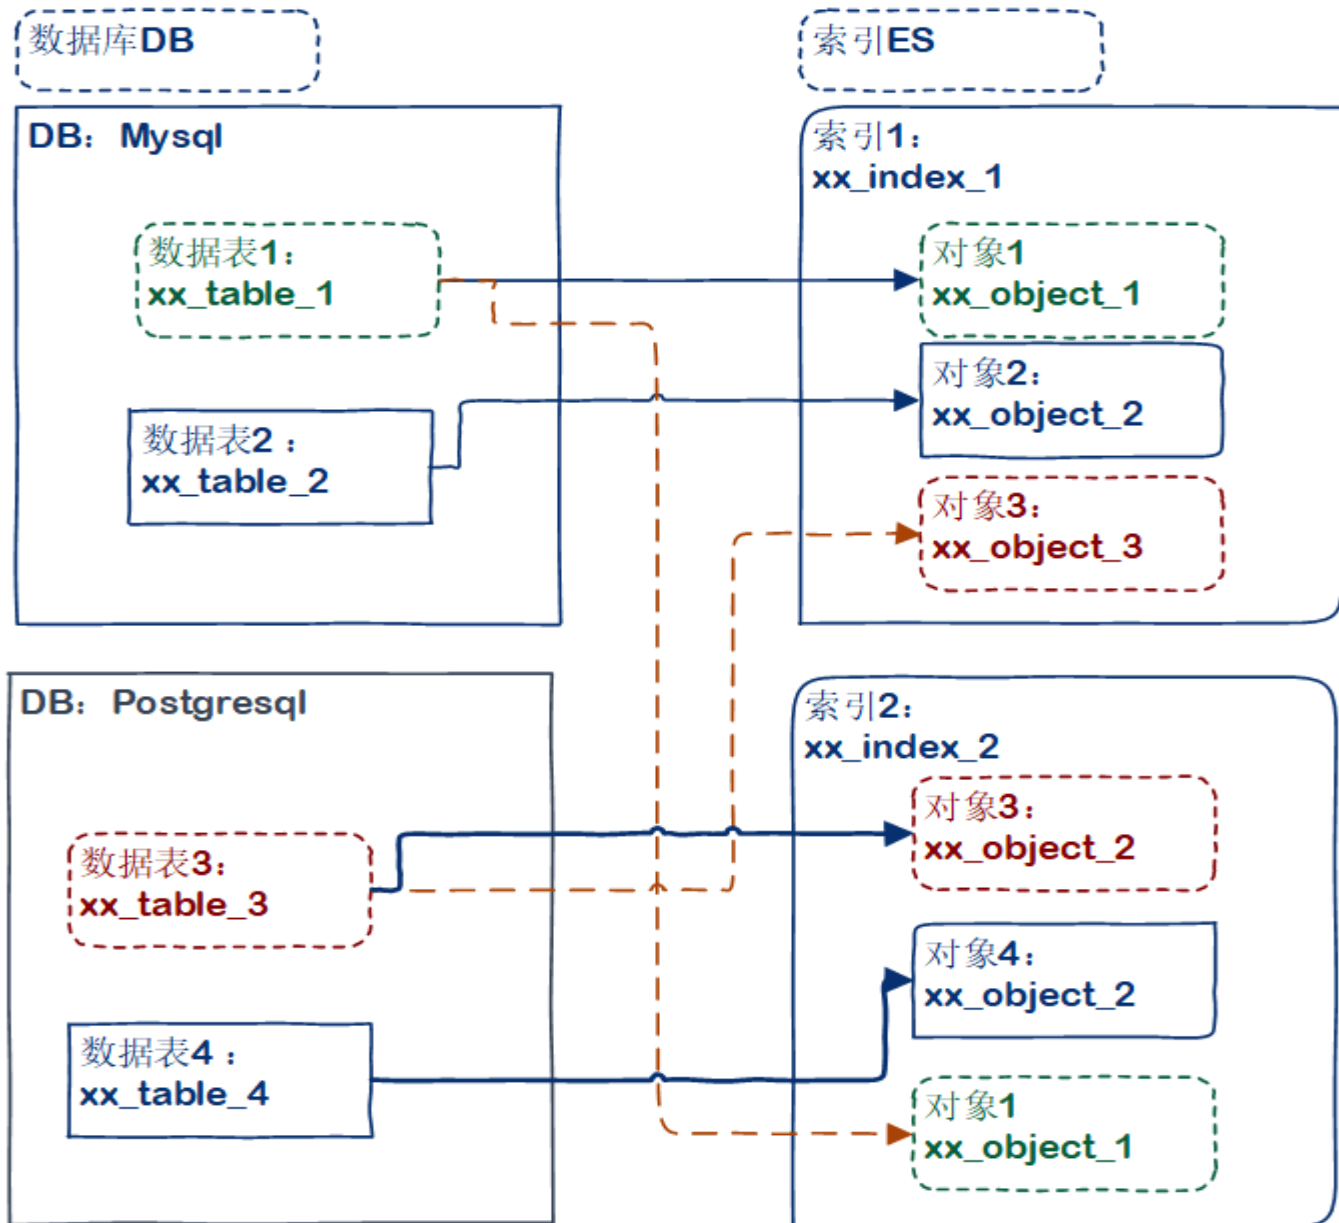 数据库DB
索引ES
DB：Mysql
数据表1：
xx_table_1
数据表2：
xx_table_2
索引1：
xx_index_1
对象1
xx_object_1
对象2：
xx_object_2
对象3：
xx_object_3
DB：Postgresql
数据表3：
xx_table_3
数据表4：
xx_table_4
索引2：
xx_index_2
对象3：
xx_object_2
对象4：
xx_object_2
对象1
xx_object_1